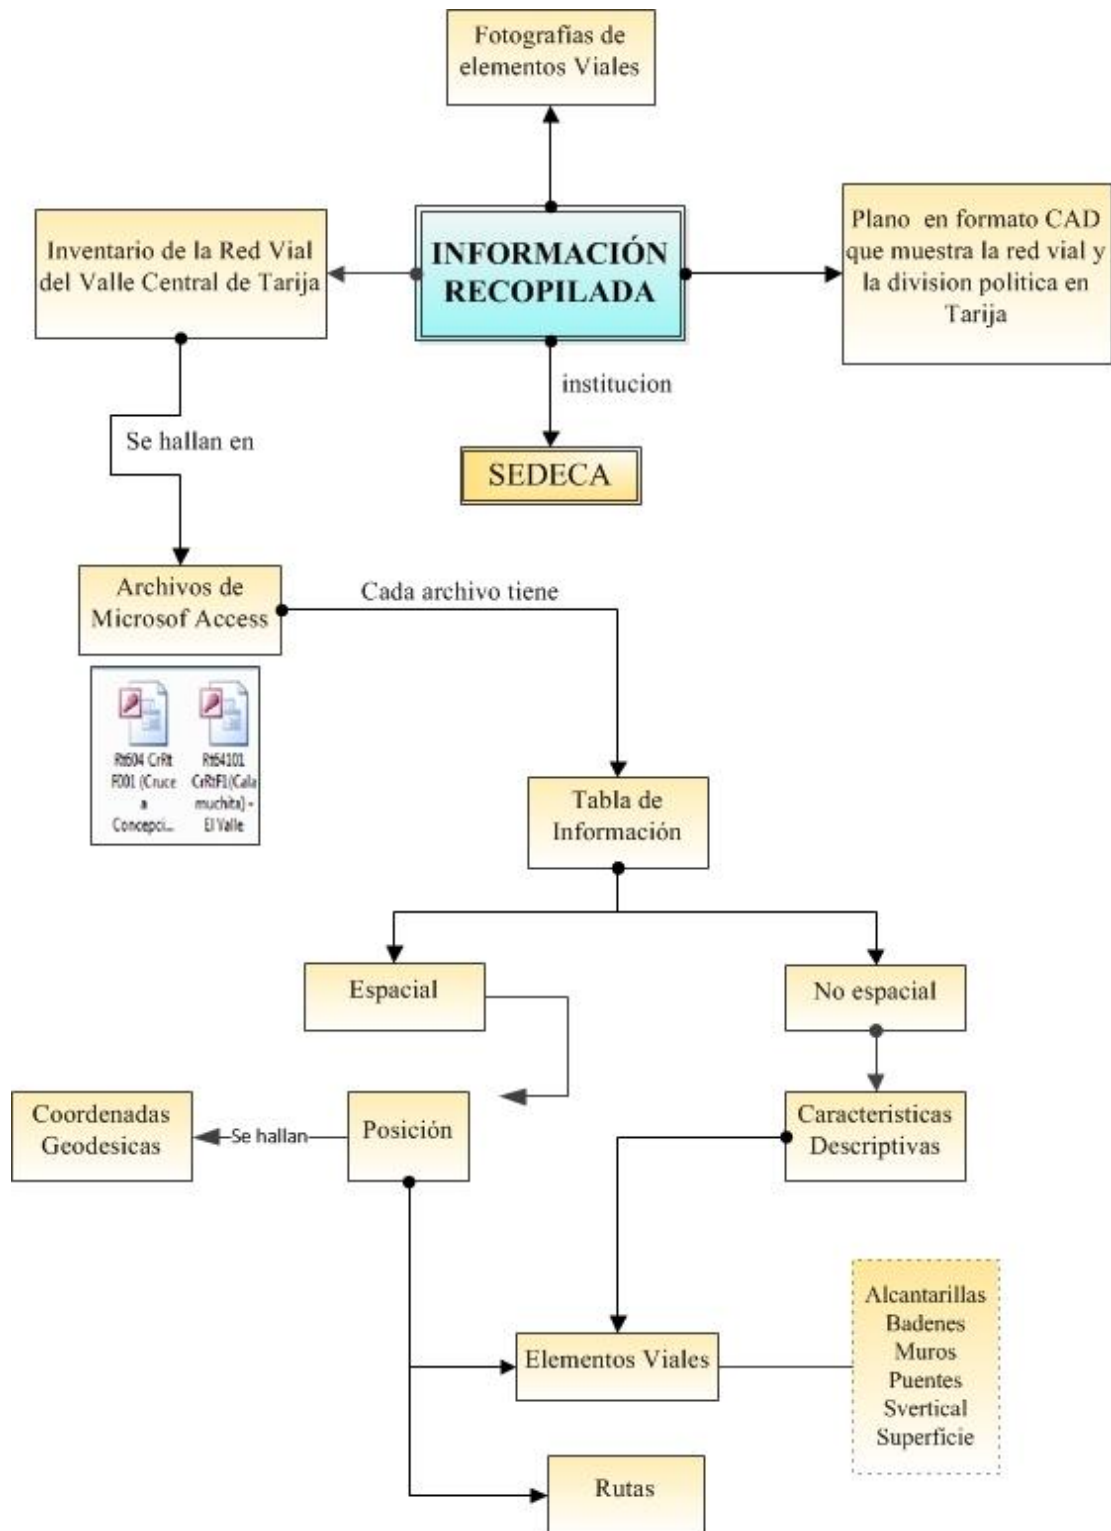 Fotografías de
elementos Viales
Inventario de la Red Vial
del Valle Central de Tarija
INFORMACIÓN
RECOPILADA
Plano en formato CAD
que muestra la red vial y
la division politica en
Tarija
institucion
SEDECA
Se hallan en
Archivos de
Microsof Access
Cada archivo tiene
Rt604 CrRt
F001 (Cruce
a
Concepci...
Rt64101
CrRtF1(Cala
muchita) -
El Valle
Tabla de
Información
Espacial
No espacial
Coordenadas
Geodesicas
Se hallan
Posición
Caracteristicas
Descriptivas
Elementos Viales
Alcantarillas
Badenes
Muros
Puentes
Svertical
Superficie
Rutas